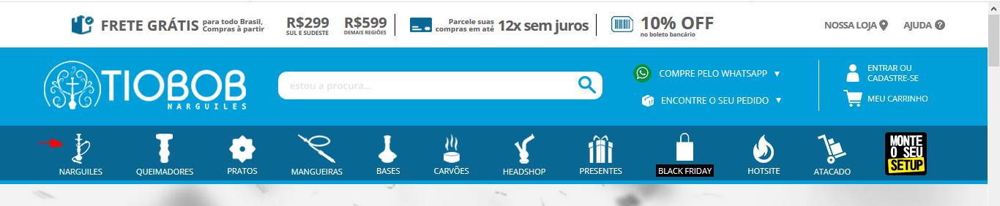 FRETE GRÁTIS
para todo Brasil,
Compras à partir
R$299
SUL E SUDESTE
R$599
DEMAIS REGIÕES
Parcele suas
compras em até
12x sem juros
10% OFF
no boleto bancário
NOSSA LOJA
AJUDA ?
TIOBOB
NARGUILES
estou a procura...
COMPRE PELO WHATSAPP ▼
ENCONTRE O SEU PEDIDO ▼
ENTRAR OU
CADASTRE-SE
MEU CARRINHO
NARGUILES
QUEIMADORES
PRATOS
MANGUEIRAS
BASES
CARVÕES
HEADSHOP
PRESENTES
BLACK FRIDAY
HOTSITE
ATACADO
MONTE
O SEU
SETUP